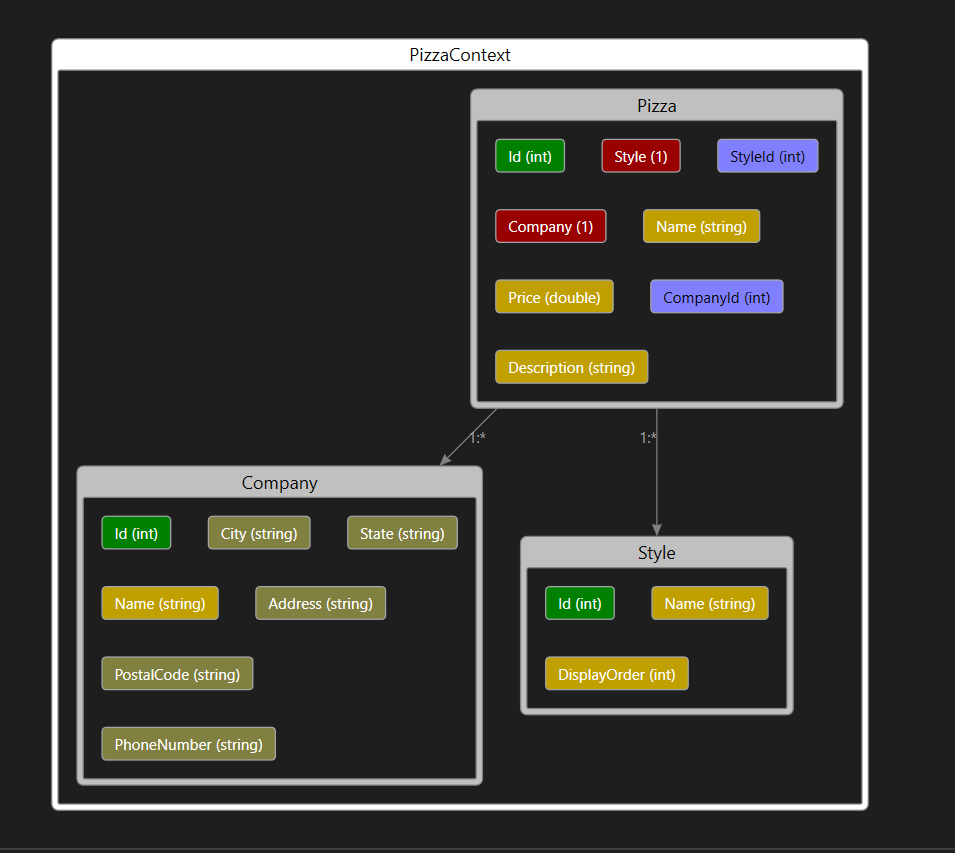 PizzaContext
Pizza
Id (int) Style (1) StyleId (int)
Company (1) Name (string)
Price (double) CompanyId (int)
Description (string)
1:* 1:*
Company
Id (int) City (string) State (string)
Name (string) Address (string)
PostalCode (string)
PhoneNumber (string)
Style
Id (int) Name (string)
DisplayOrder (int)